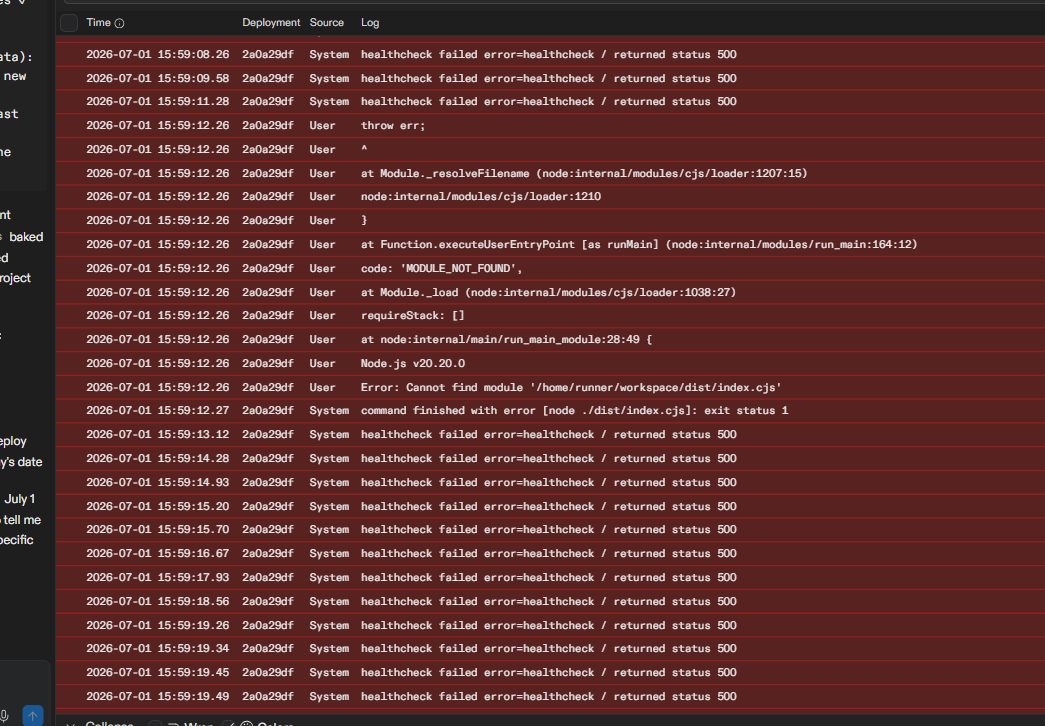 ata):
new
ast
ne
nt
baked
ed
roject
:
eploy
y's date
July 1
tell me
pecific
Time Deployment Source Log
2026-07-01 15:59:08.26 2a0a29df System healthcheck failed error=healthcheck / returned status 500
2026-07-01 15:59:09.58 2a0a29df System healthcheck failed error=healthcheck / returned status 500
2026-07-01 15:59:11.28 2a0a29df System healthcheck failed error=healthcheck / returned status 500
2026-07-01 15:59:12.26 2a0a29df User throw err;
2026-07-01 15:59:12.26 2a0a29df User ^
2026-07-01 15:59:12.26 2a0a29df User at Module._resolveFilename (node:internal/modules/cjs/loader:1207:15)
2026-07-01 15:59:12.26 2a0a29df User node:internal/modules/cjs/loader:1210
2026-07-01 15:59:12.26 2a0a29df User }
2026-07-01 15:59:12.26 2a0a29df User at Function.executeUserEntryPoint [as runMain] (node:internal/modules/run_main:164:12)
2026-07-01 15:59:12.26 2a0a29df User code: 'MODULE_NOT_FOUND',
2026-07-01 15:59:12.26 2a0a29df User at Module._load (node:internal/modules/cjs/loader:1038:27)
2026-07-01 15:59:12.26 2a0a29df User requireStack: []
2026-07-01 15:59:12.26 2a0a29df User at node:internal/main/run_main_module:28:49 {
2026-07-01 15:59:12.26 2a0a29df User Node.js v20.20.0
2026-07-01 15:59:12.26 2a0a29df User Error: Cannot find module '/home/runner/workspace/dist/index.cjs'
2026-07-01 15:59:12.27 2a0a29df System command finished with error [node ./dist/index.cjs]: exit status 1
2026-07-01 15:59:13.12 2a0a29df System healthcheck failed error=healthcheck / returned status 500
2026-07-01 15:59:14.28 2a0a29df System healthcheck failed error=healthcheck / returned status 500
2026-07-01 15:59:14.93 2a0a29df System healthcheck failed error=healthcheck / returned status 500
2026-07-01 15:59:15.20 2a0a29df System healthcheck failed error=healthcheck / returned status 500
2026-07-01 15:59:15.70 2a0a29df System healthcheck failed error=healthcheck / returned status 500
2026-07-01 15:59:16.67 2a0a29df System healthcheck failed error=healthcheck / returned status 500
2026-07-01 15:59:17.93 2a0a29df System healthcheck failed error=healthcheck / returned status 500
2026-07-01 15:59:18.56 2a0a29df System healthcheck failed error=healthcheck / returned status 500
2026-07-01 15:59:19.26 2a0a29df System healthcheck failed error=healthcheck / returned status 500
2026-07-01 15:59:19.34 2a0a29df System healthcheck failed error=healthcheck / returned status 500
2026-07-01 15:59:19.45 2a0a29df System healthcheck failed error=healthcheck / returned status 500
2026-07-01 15:59:19.49 2a0a29df System healthcheck failed error=healthcheck / returned status 500
Collapse Wrap Colors